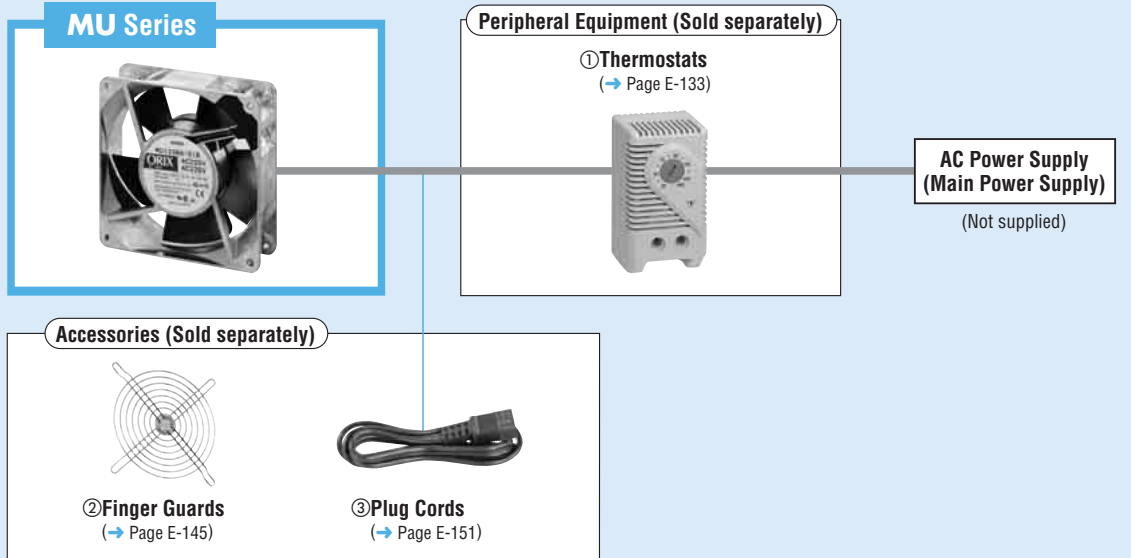 MU Series
ORIX
Peripheral Equipment (Sold separately)
①Thermostats
(➔ Page E-133)
AC Power Supply
(Main Power Supply)
(Not supplied)
Accessories (Sold separately)
②Finger Guards
(➔ Page E-145)
③Plug Cords
(➔ Page E-151)